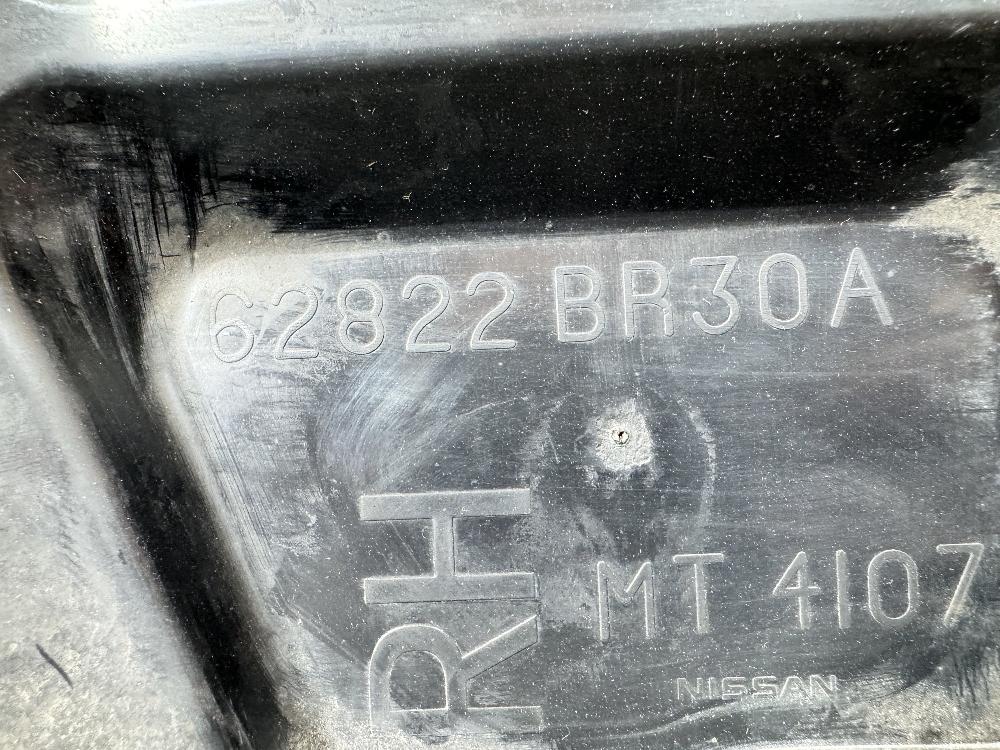 62822 BR30A
RH
MT 4107
NISSAN